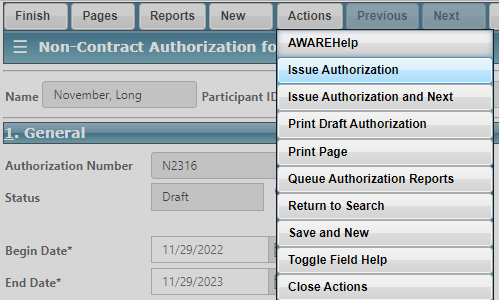 Finish Pages Reports New Actions Previous Next
☰ Non-Contract Authorization fo
Name November, Long Participant ID
1. General
Authorization Number N2316
Status Draft
Begin Date* 11/29/2022
End Date* 11/29/2023
AWAREHelp
Issue Authorization
Issue Authorization and Next
Print Draft Authorization
Print Page
Queue Authorization Reports
Return to Search
Save and New
Toggle Field Help
Close Actions